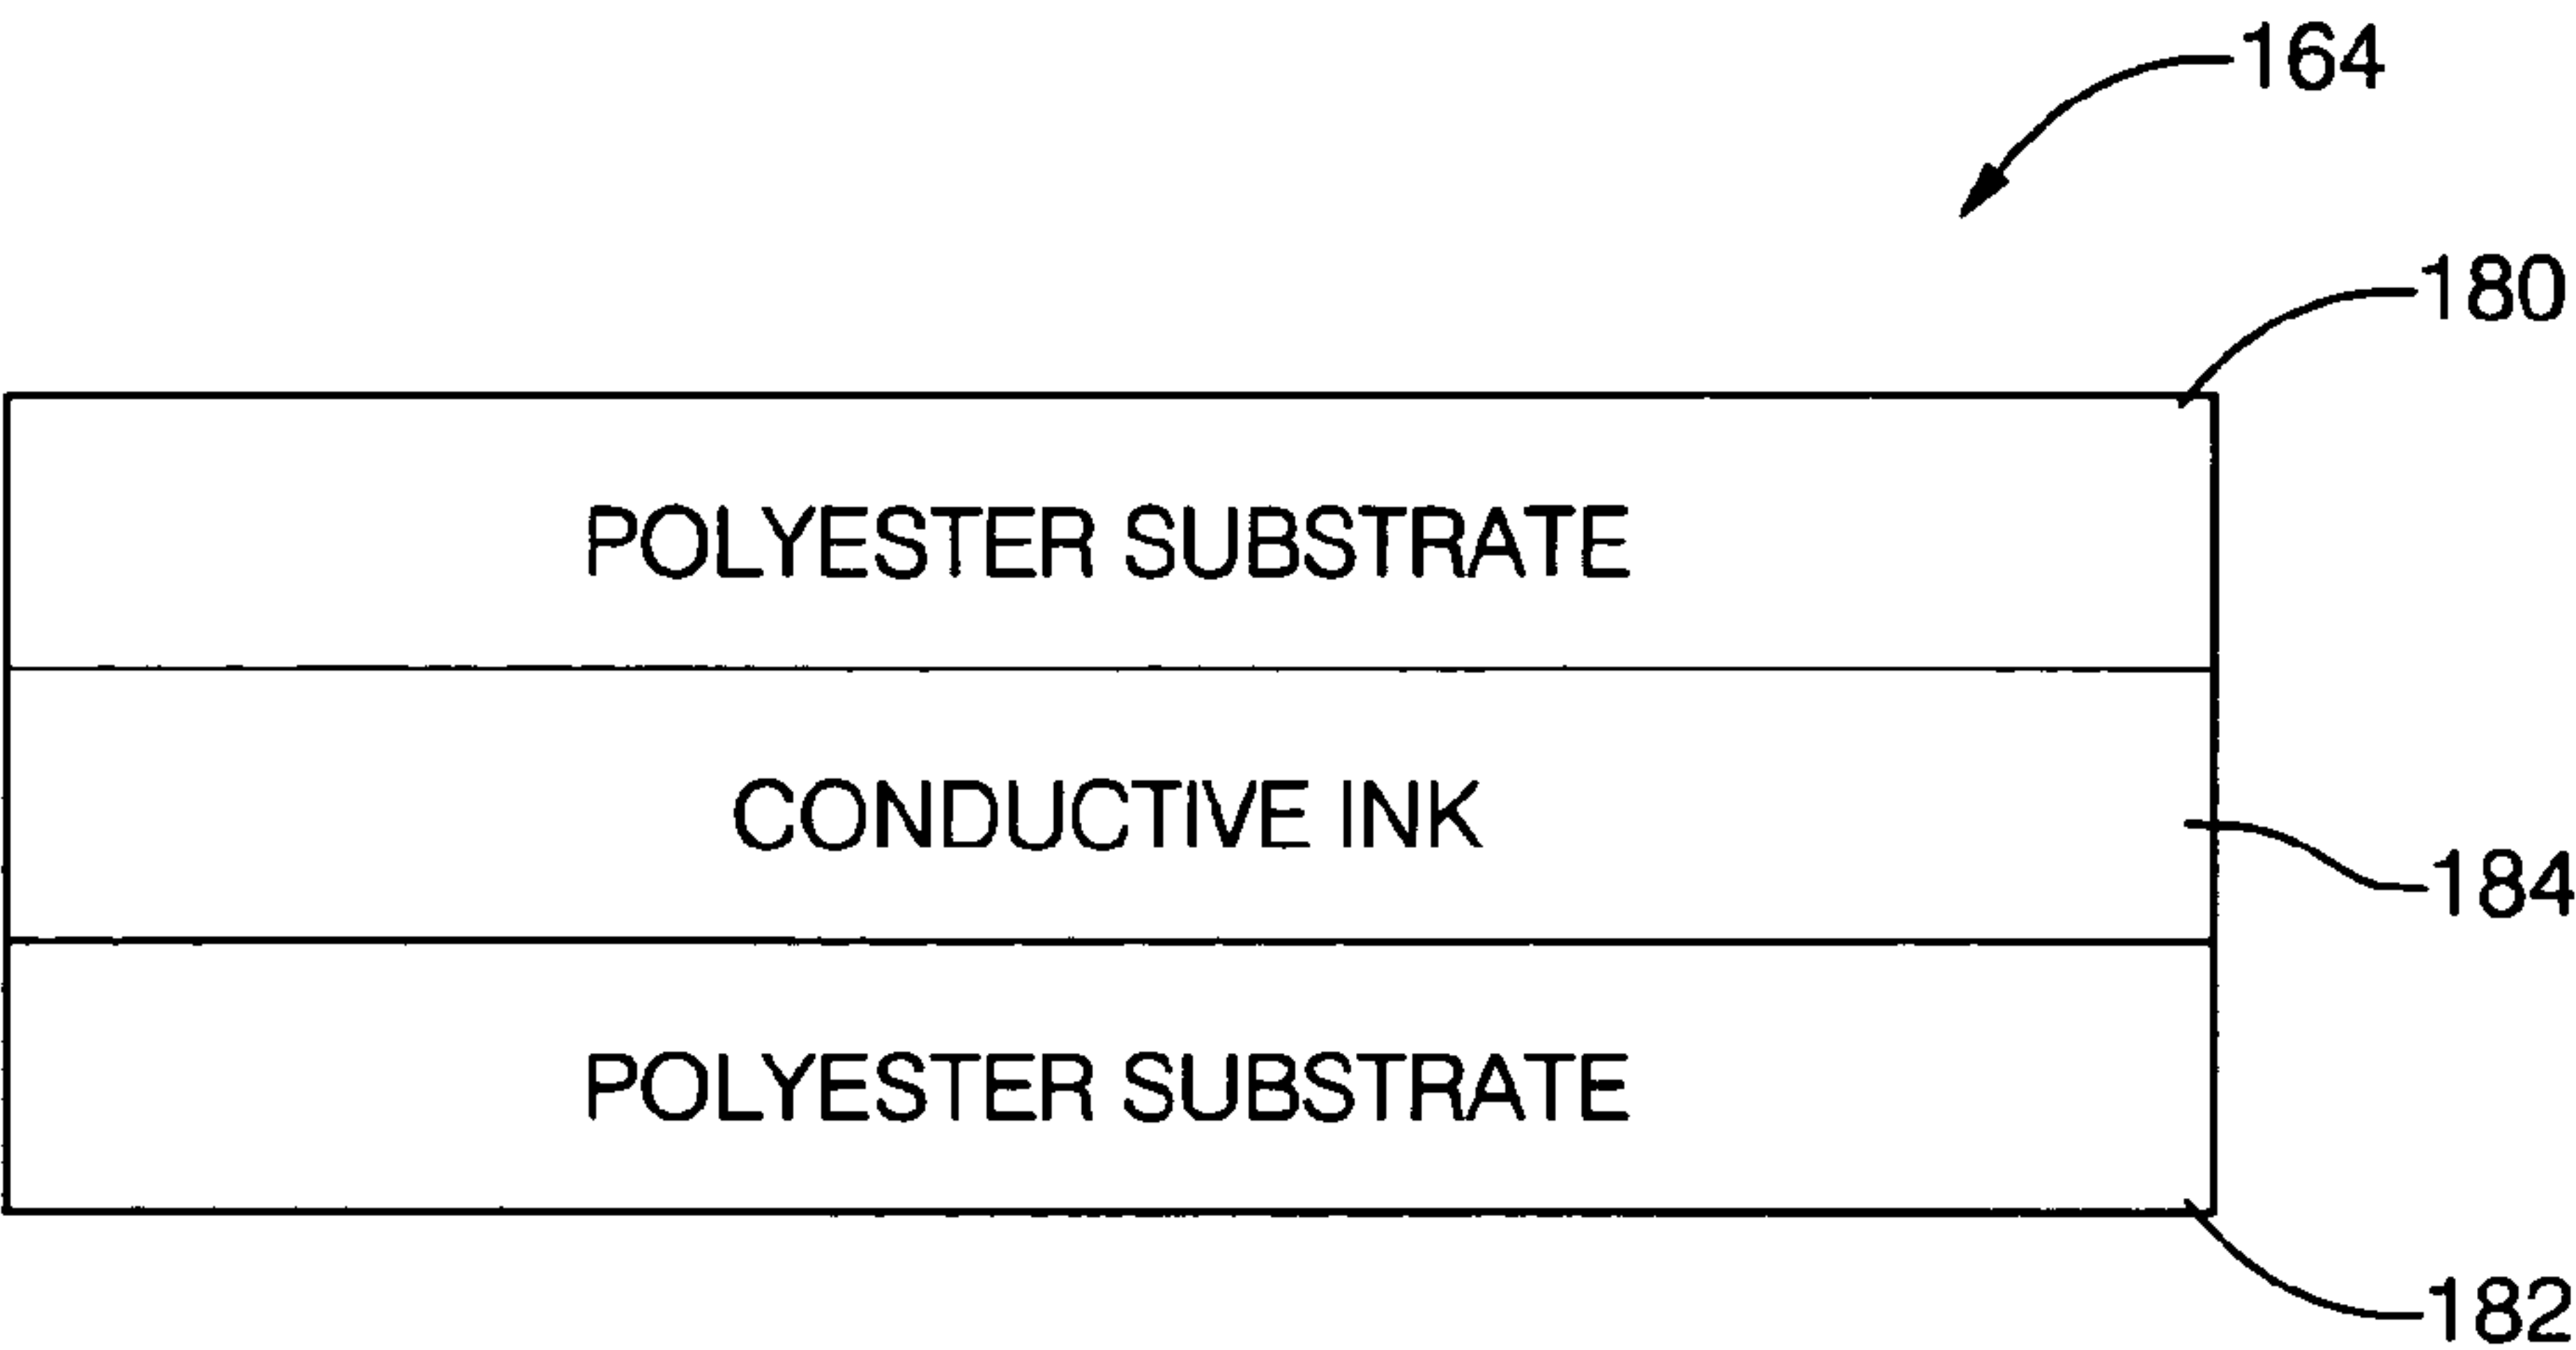 164
180
POLYESTER SUBSTRATE
CONDUCTIVE INK
184
POLYESTER SUBSTRATE
182